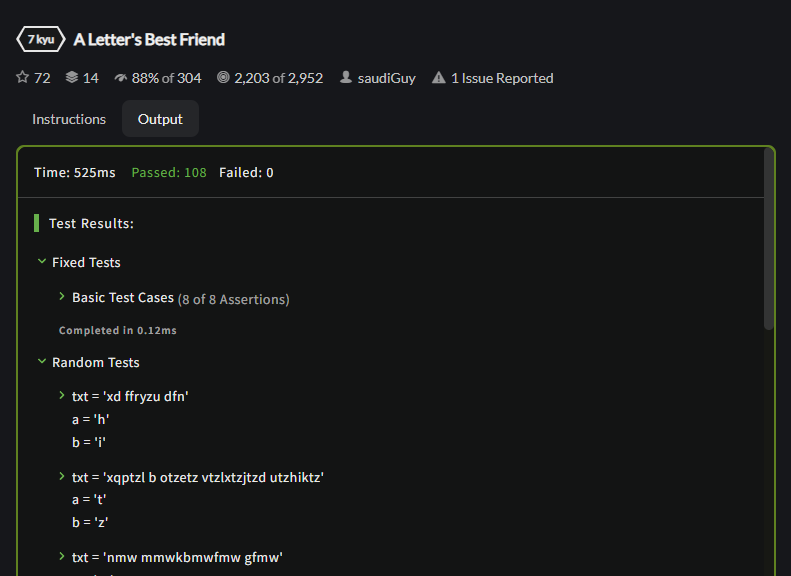 7 kyu A Letter's Best Friend
72 14 88% of 304 2,203 of 2,952 saudiGuy 1 Issue Reported
Instructions Output
Time: 525ms Passed: 108 Failed: 0
Test Results:
Fixed Tests
Basic Test Cases (8 of 8 Assertions)
Completed in 0.12ms
Random Tests
txt = 'xd ffryzu dfn'
a = 'h'
b = 'i'
txt = 'xqptzl b otzetz vtzlxtzjtzd utzhiktz'
a = 't'
b = 'z'
txt = 'nmw mmwkbmwfmw gfmw'